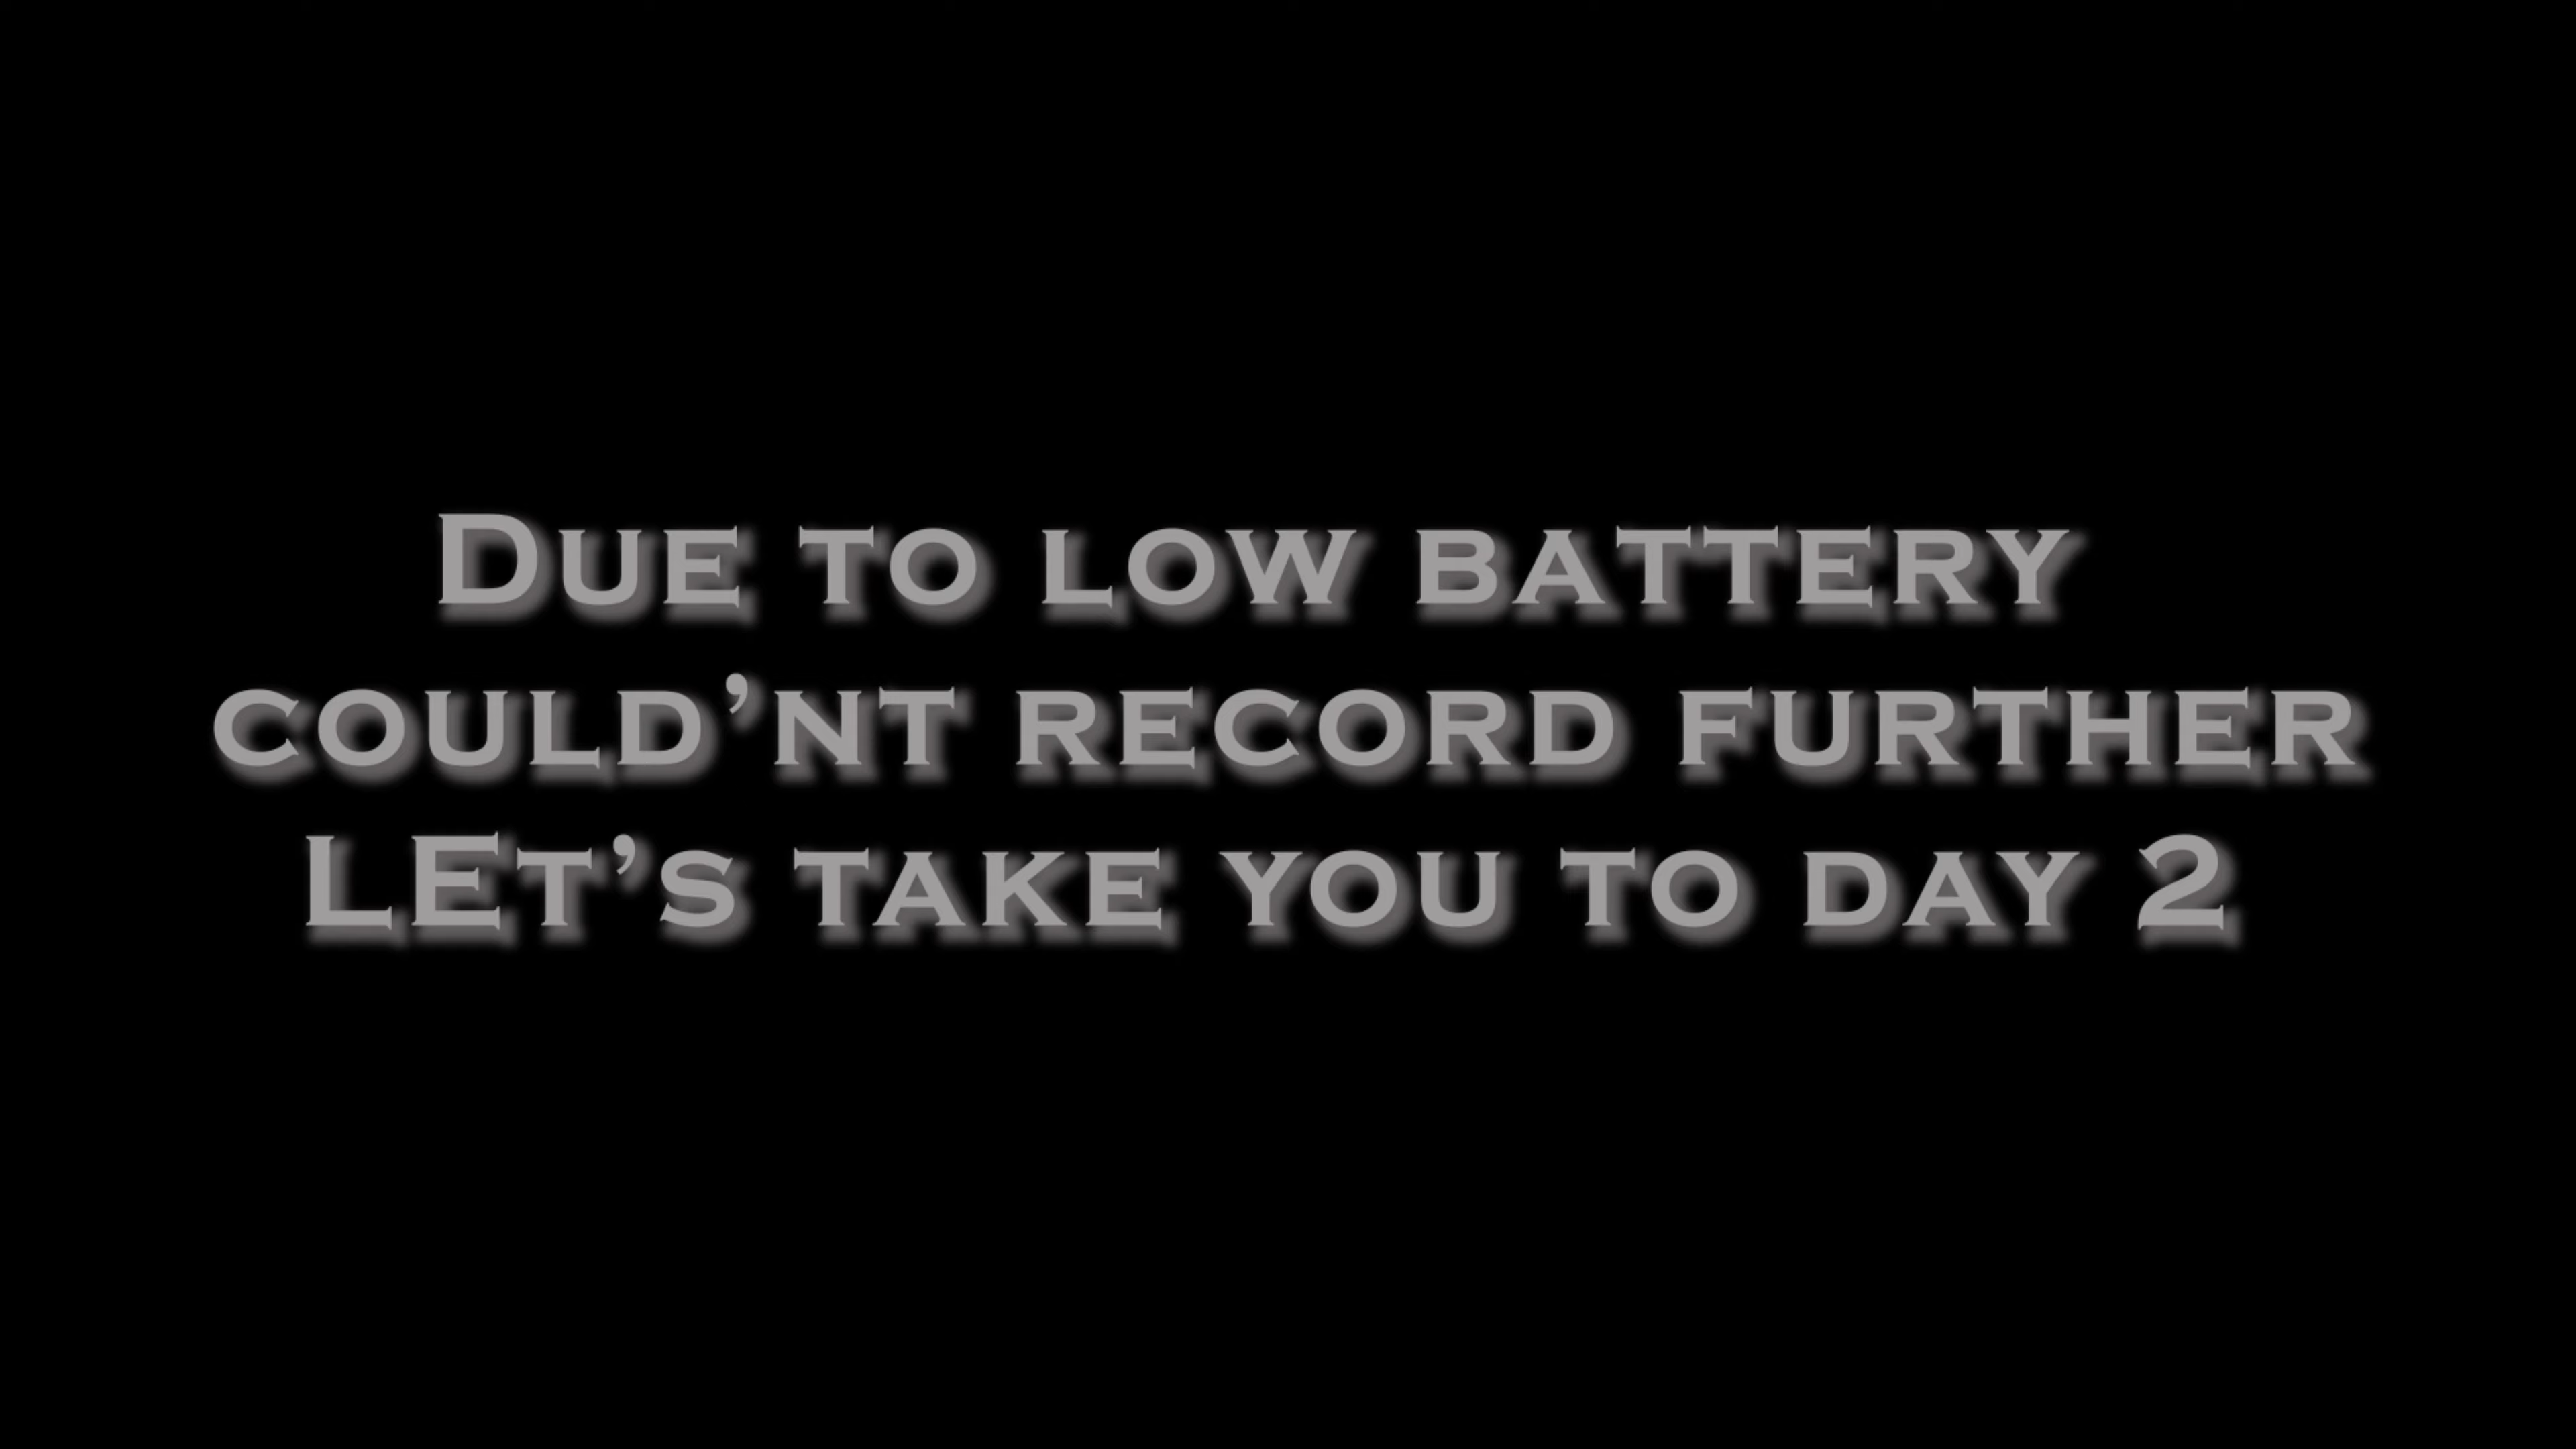 Due to low battery
could’nt record further
LEt’s take you to day 2